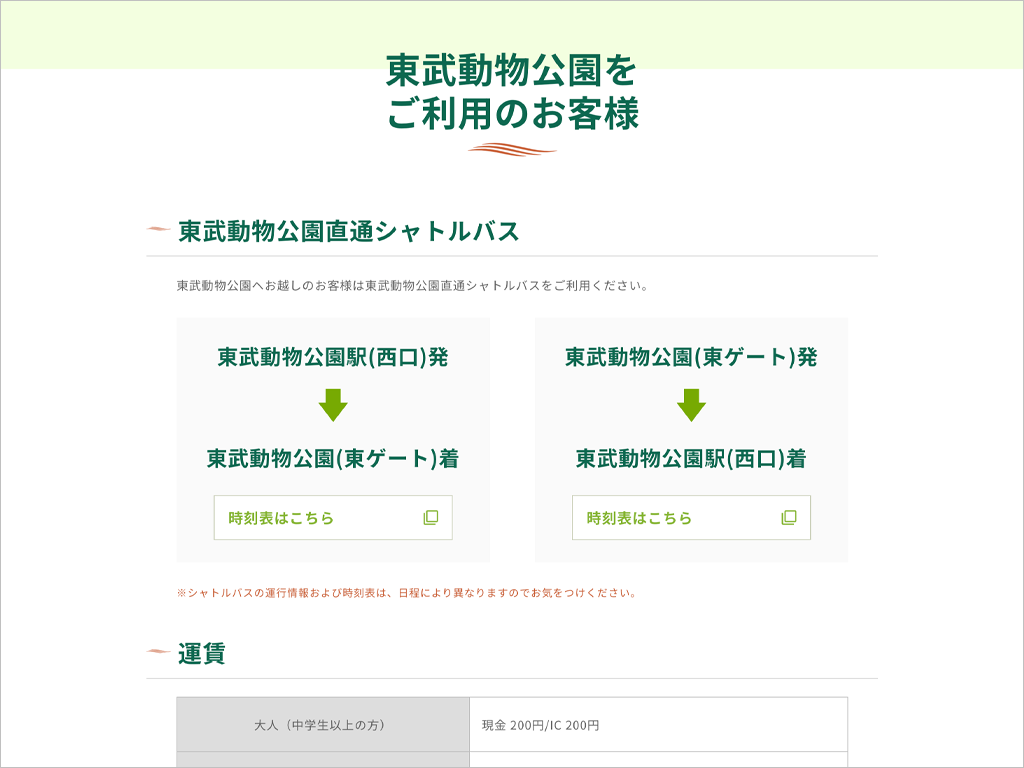 東武動物公園を
ご利用のお客様
東武動物公園直通シャトルバス
東武動物公園へお越しのお客様は東武動物公園直通シャトルバスをご利用ください。
東武動物公園駅(西口)発
東武動物公園(東ゲート)着
時刻表はこちら
東武動物公園(東ゲート)発
東武動物公園駅(西口)着
時刻表はこちら
※シャトルバスの運行情報および時刻表は、日程により異なりますのでお気をつけください。
運賃
大人（中学生以上の方）
現金 200円/IC 200円